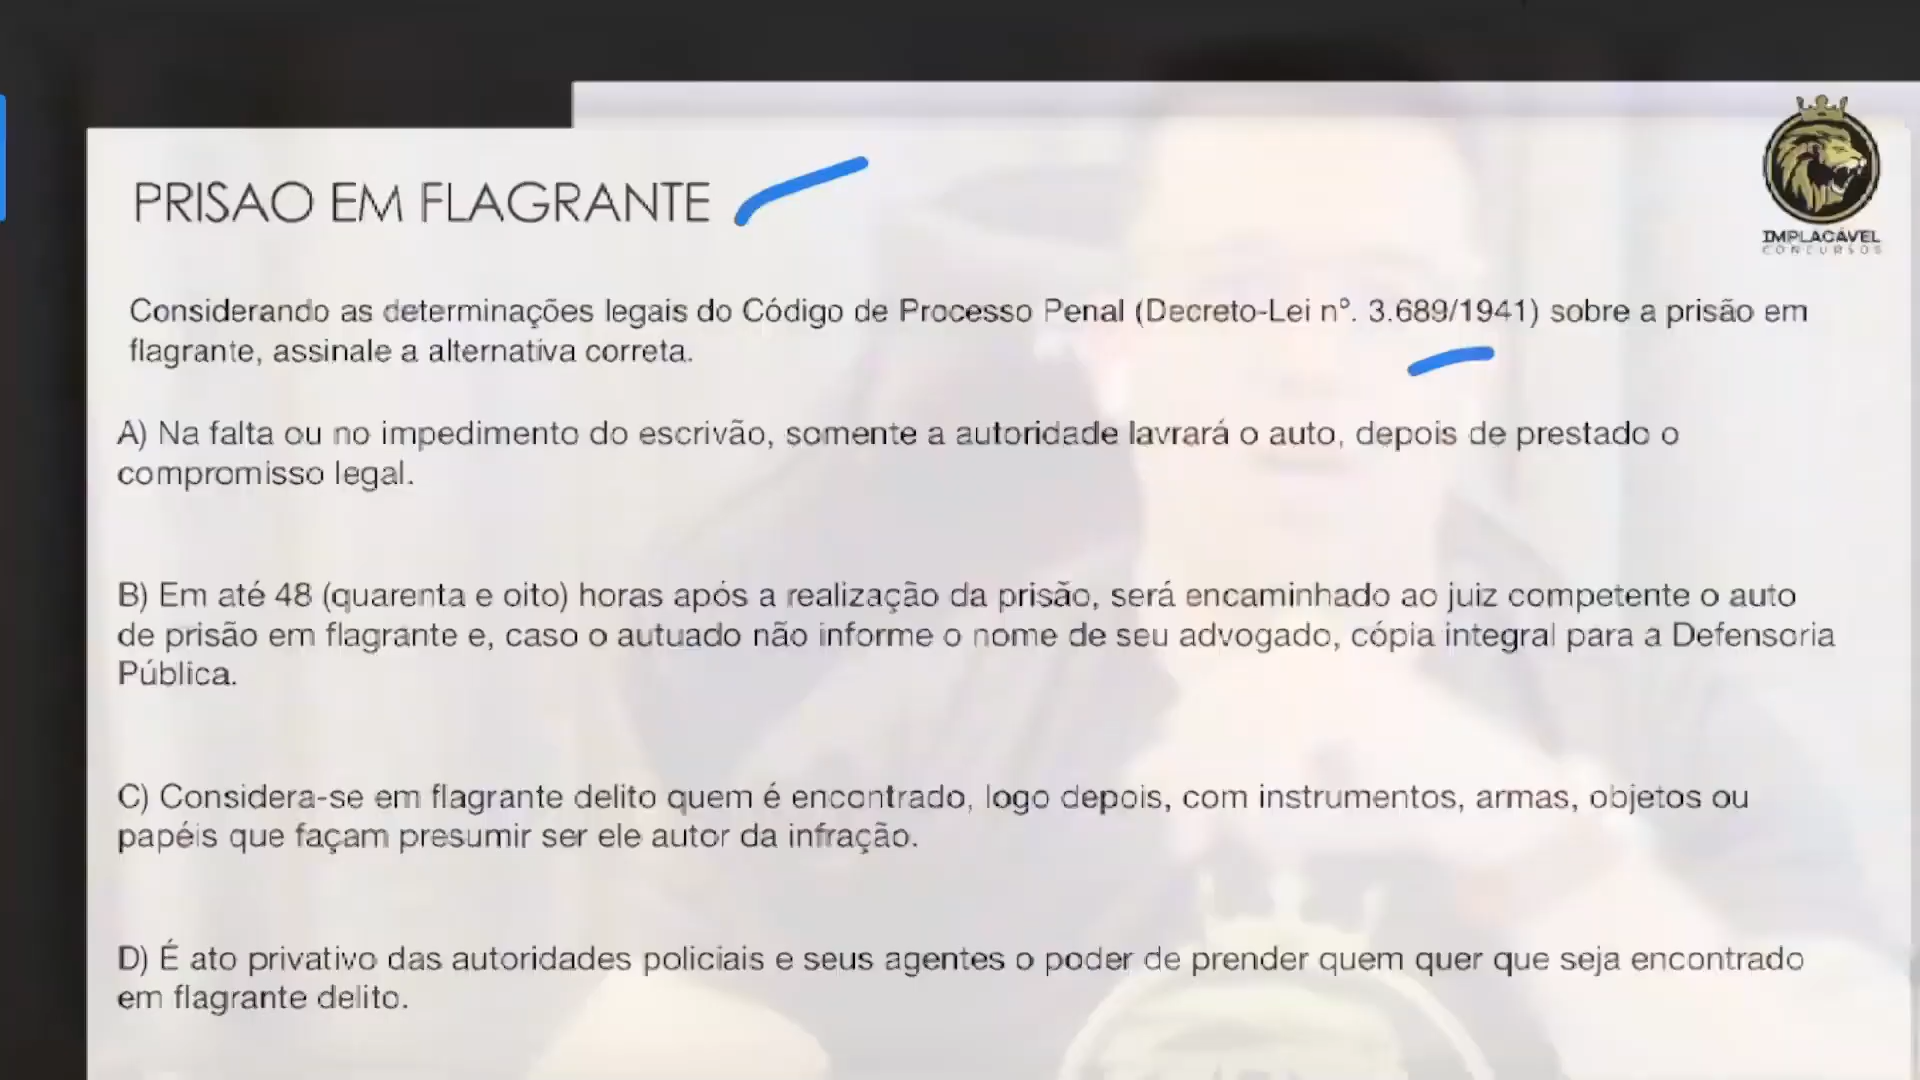 IMPLACÁVEL
CONCURSOS
PRISAO EM FLAGRANTE
Considerando as determinações legais do Código de Processo Penal (Decreto-Lei nº. 3.689/1941) sobre a prisão em
flagrante, assinale a alternativa correta.
A) Na falta ou no impedimento do escrivão, somente a autoridade lavrará o auto, depois de prestado o
compromisso legal.
B) Em até 48 (quarenta e oito) horas após a realização da prisão, será encaminhado ao juiz competente o auto
de prisão em flagrante e, caso o autuado não informe o nome de seu advogado, cópia integral para a Defensoria
Pública.
C) Considera-se em flagrante delito quem é encontrado, logo depois, com instrumentos, armas, objetos ou
papéis que façam presumir ser ele autor da infração.
D) É ato privativo das autoridades policiais e seus agentes o poder de prender quem quer que seja encontrado
em flagrante delito.